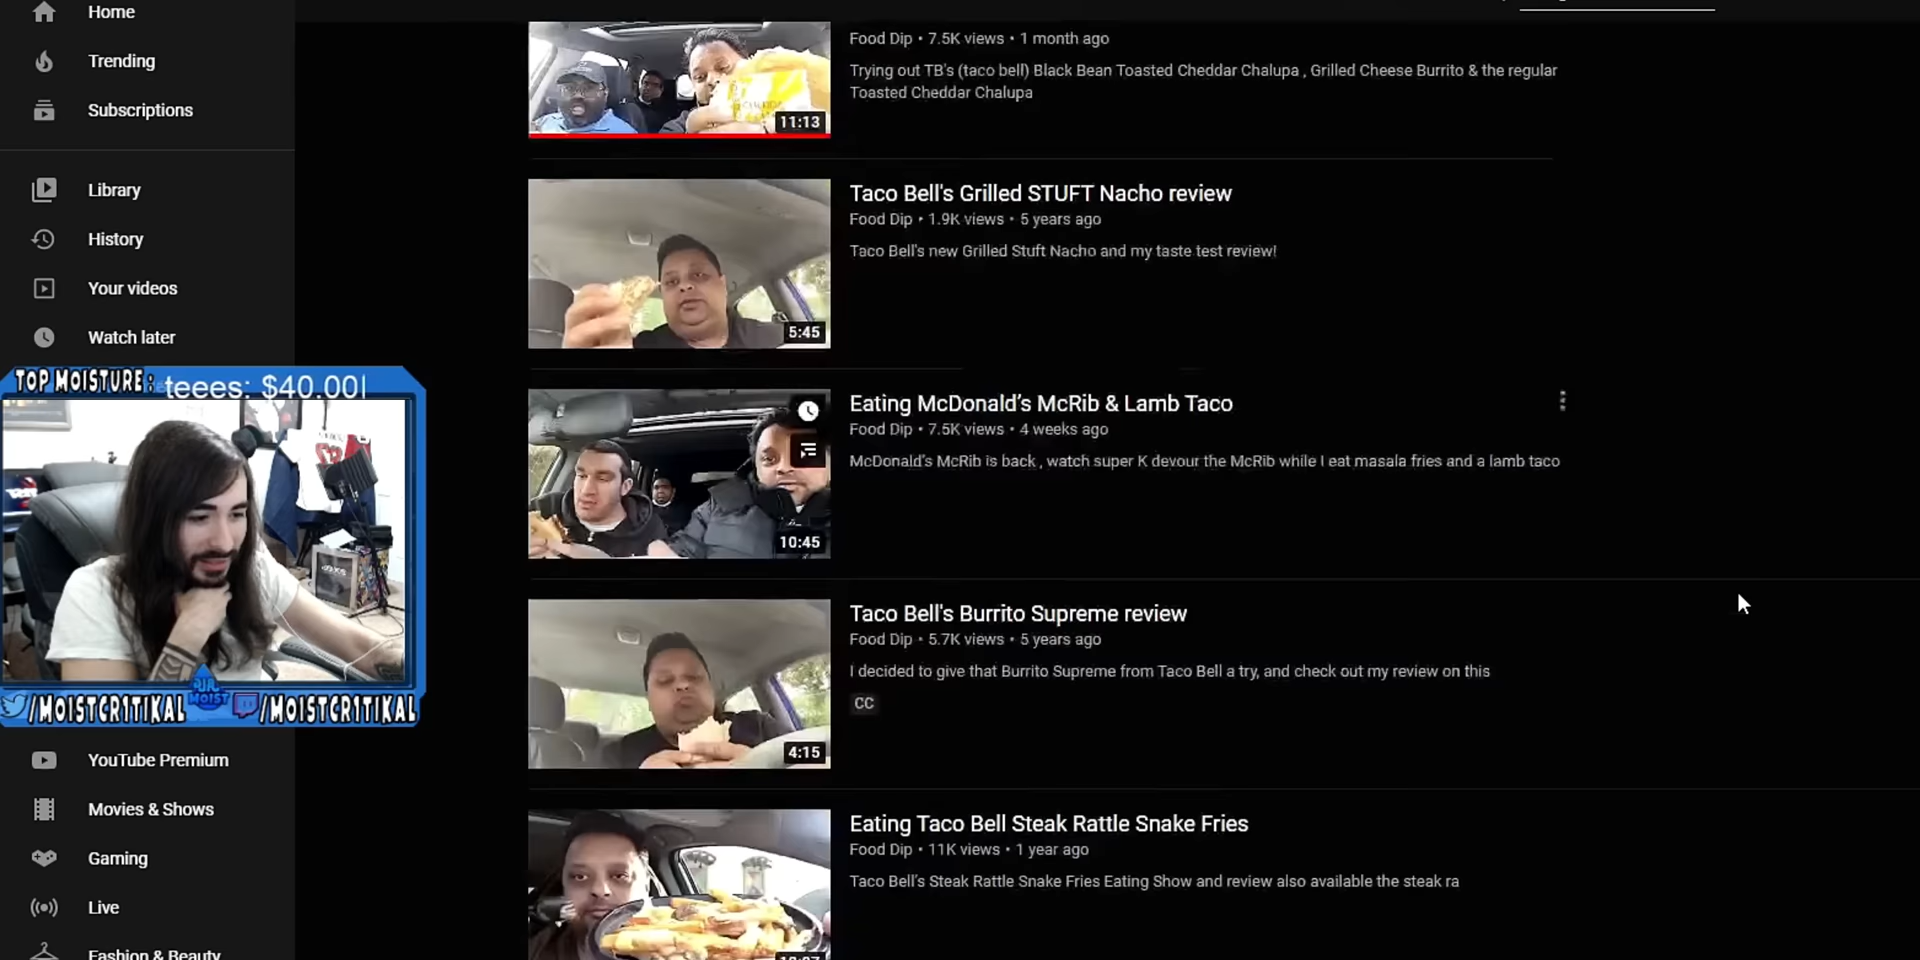 Home
Trending
Subscriptions
Library
History
Your videos
Watch later
TOP MOISTURE: teees: $40.00
/MOISTCR1TIKAL
MOIST
/MOISTCR1TIKAL
YouTube Premium
Movies & Shows
Gaming
Live
Fashion & Beauty
Food Dip • 7.5K views • 1 month ago
Trying out TB's (taco bell) Black Bean Toasted Cheddar Chalupa , Grilled Cheese Burrito & the regular
Toasted Cheddar Chalupa
11:13
Taco Bell's Grilled STUFT Nacho review
Food Dip • 1.9K views • 5 years ago
Taco Bell's new Grilled Stuft Nacho and my taste test review!
5:45
Eating McDonald's McRib & Lamb Taco
Food Dip • 7.5K views • 4 weeks ago
McDonald's McRib is back , watch super K devour the McRib while I eat masala fries and a lamb taco
10:45
Taco Bell's Burrito Supreme review
Food Dip • 5.7K views • 5 years ago
I decided to give that Burrito Supreme from Taco Bell a try, and check out my review on this
CC
4:15
Eating Taco Bell Steak Rattle Snake Fries
Food Dip • 11K views • 1 year ago
Taco Bell's Steak Rattle Snake Fries Eating Show and review also available the steak ra